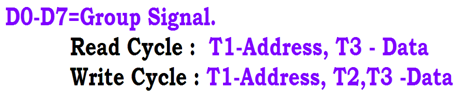 D0-D7=Group Signal.
Read Cycle : T1-Address, T3 - Data
Write Cycle : T1-Address, T2,T3 -Data